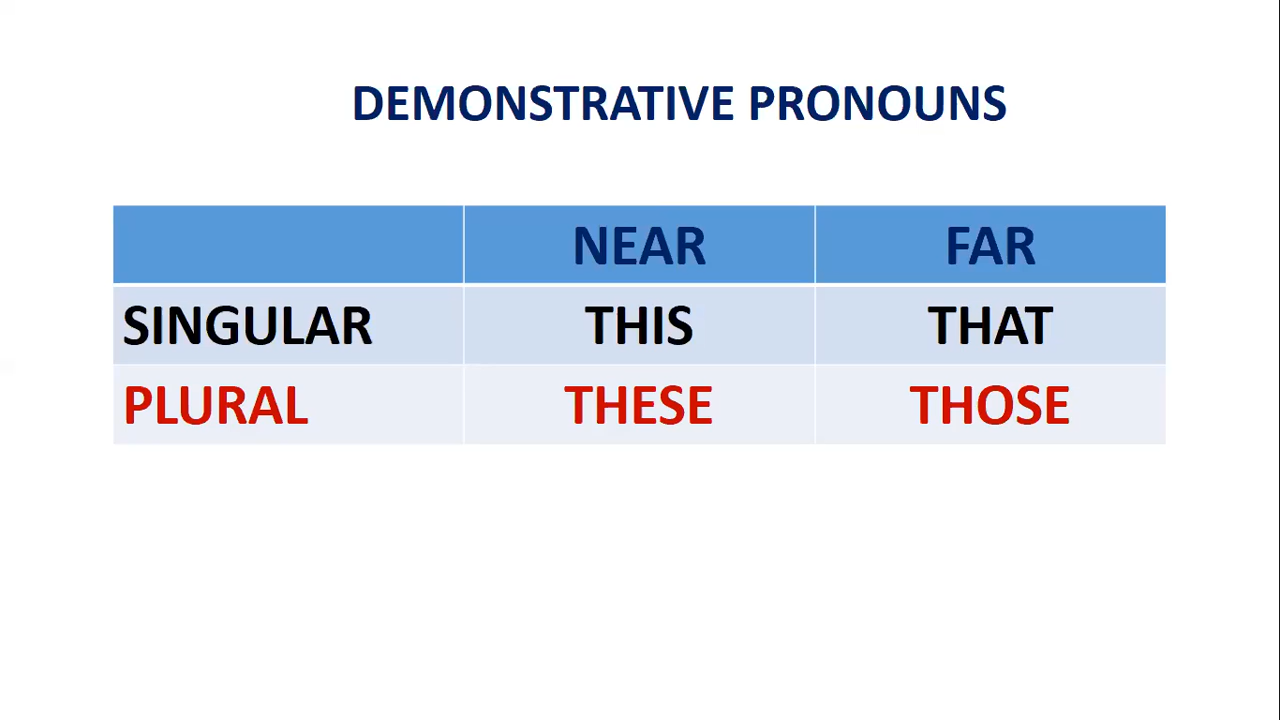 DEMONSTRATIVE PRONOUNS
NEAR FAR
SINGULAR THIS THAT
PLURAL THESE THOSE